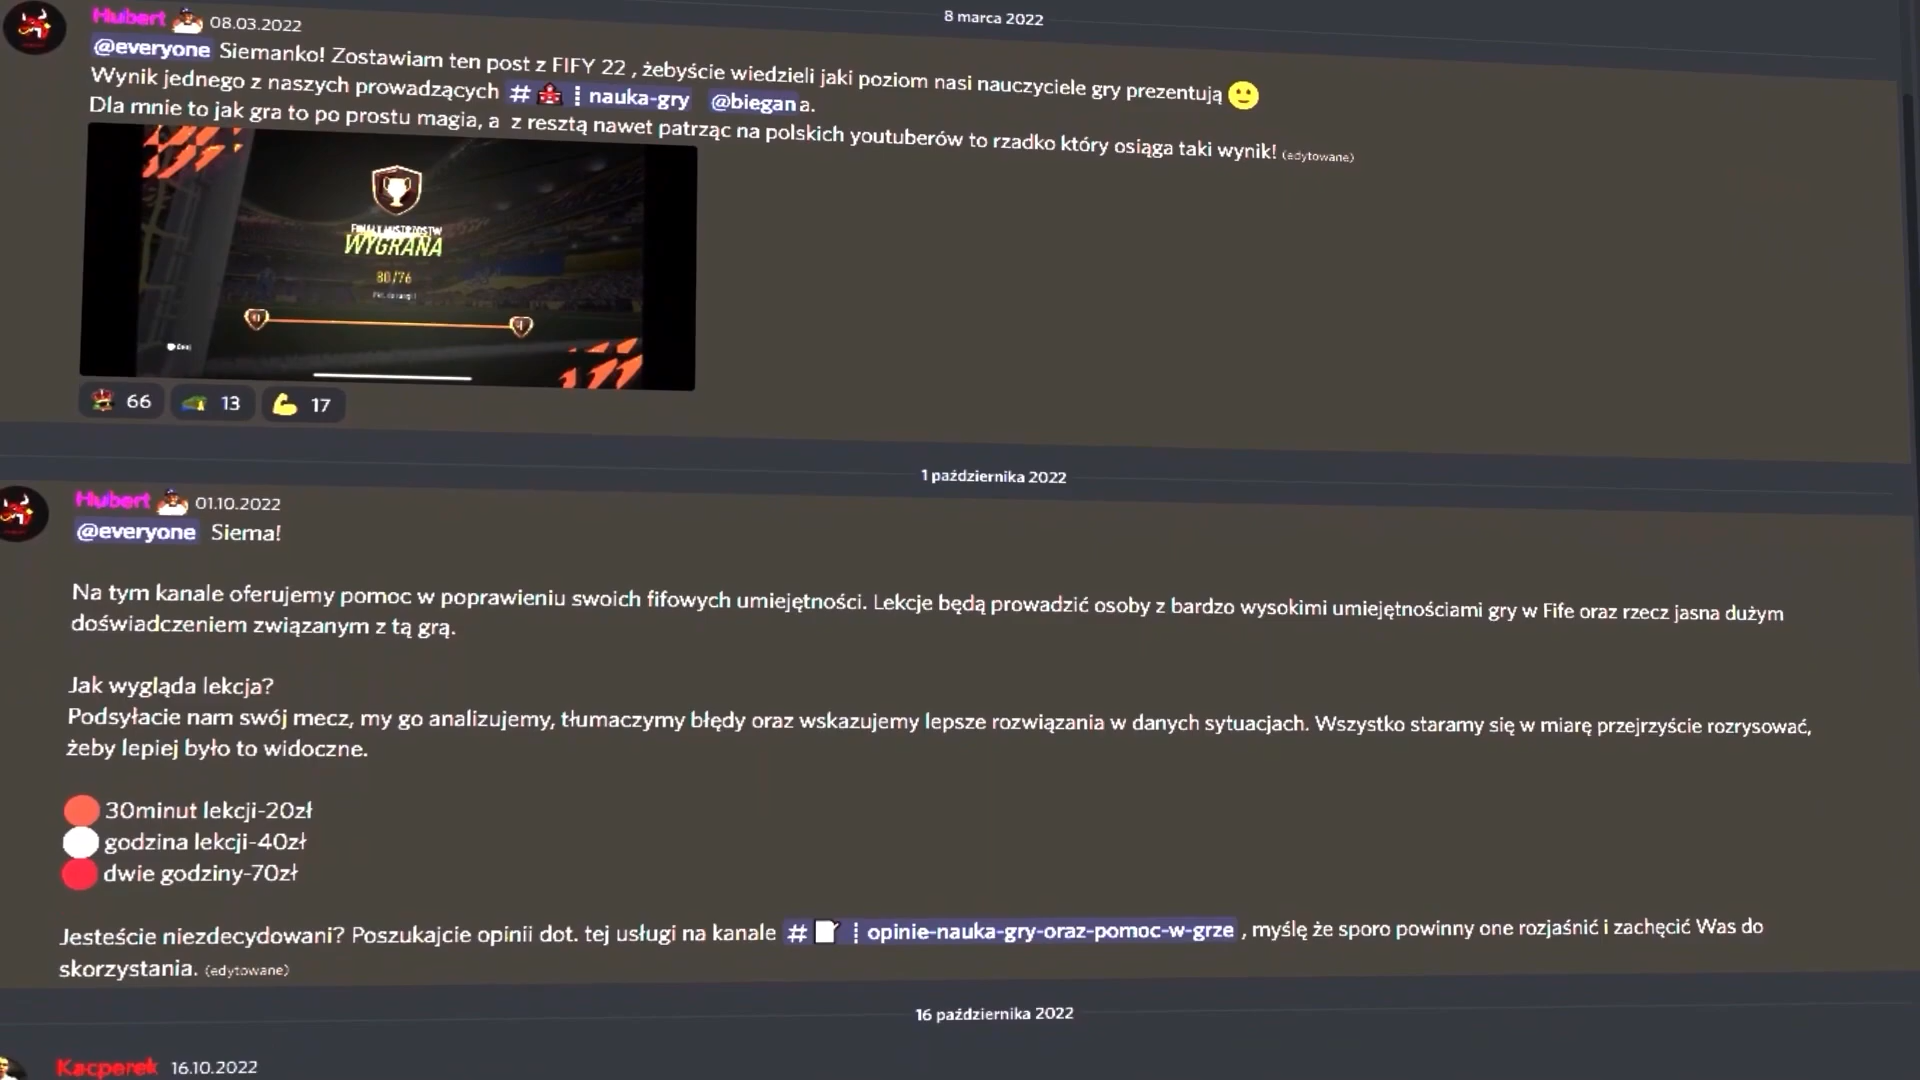 8 marca 2022
Hubert 08.03.2022
@everyone Siemanko! Zostawiam ten post z FIFY 22 , żebyście wiedzieli jaki poziom nasi nauczyciele gry prezentują
Wynik jednego z naszych prowadzących # nauka-gry @biegan a.
Dla mnie to jak gra to po prostu magia, a z resztą nawet patrząc na polskich youtuberów to rzadko który osiąga taki wynik! (edytowane)
WYGRANA
80/76
66 13 17
1 października 2022
Hubert 01.10.2022
@everyone Siema!
Na tym kanale oferujemy pomoc w poprawieniu swoich fifowych umiejętności. Lekcje będą prowadzić osoby z bardzo wysokimi umiejętnościami gry w Fife oraz rzecz jasna dużym
doświadczeniem związanym z tą grą.
Jak wygląda lekcja?
Podsyłacie nam swój mecz, my go analizujemy, tłumaczymy błędy oraz wskazujemy lepsze rozwiązania w danych sytuacjach. Wszystko staramy się w miarę przejrzyście rozrysować,
żeby lepiej było to widoczne.
30minut lekcji-20zł
godzina lekcji-40zł
dwie godziny-70zł
Jesteście niezdecydowani? Poszukajcie opinii dot. tej usługi na kanale # opinie-nauka-gry-oraz-pomoc-w-grze , myślę że sporo powinny one rozjaśnić i zachęcić Was do
skorzystania. (edytowane)
16 października 2022
Kacperek 16.10.2022